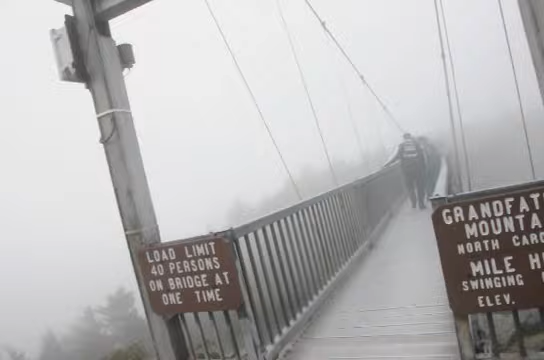 LOAD LIMIT
40 PERSONS
ON BRIDGE AT
ONE TIME
GRANDFAT
MOUNTA
NORTH CARO
MILE H
SWINGING
ELEV.